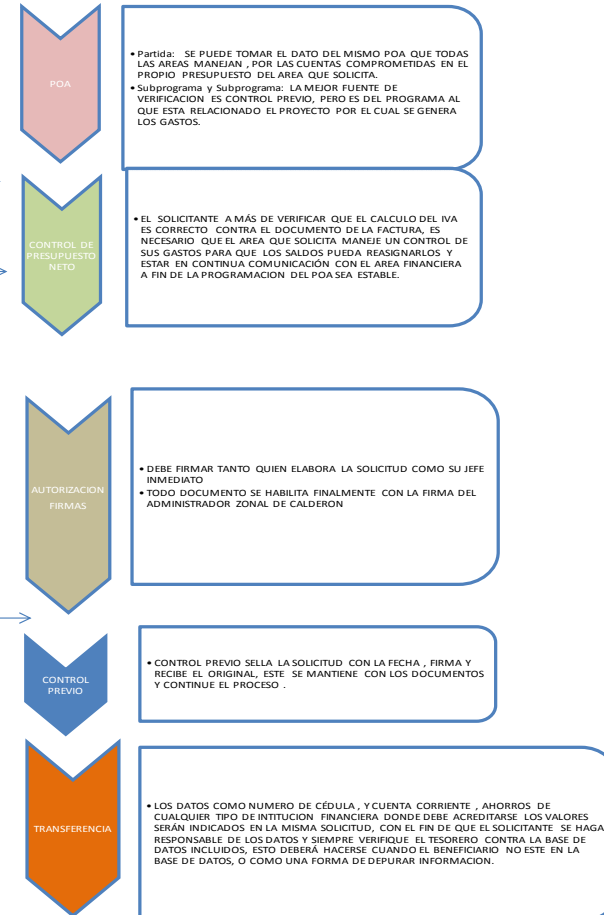 POA
• Partida: SE PUEDE TOMAR EL DATO DEL MISMO POA QUE TODAS
LAS AREAS MANEJAN , POR LAS CUENTAS COMPROMETIDAS EN EL
PROPIO PRESUPUESTO DEL AREA QUE SOLICITA.
• Subprograma y Subprograma: LA MEJOR FUENTE DE
VERIFICACION ES CONTROL PREVIO, PERO ES DEL PROGRAMA AL
QUE ESTA RELACIONADO EL PROYECTO POR EL CUAL SE GENERA
LOS GASTOS.
CONTROL DE
PRESUPUESTO
NETO
• EL SOLICITANTE A MÁS DE VERIFICAR QUE EL CALCULO DEL IVA
ES CORRECTO CONTRA EL DOCUMENTO DE LA FACTURA, ES
NECESARIO QUE EL AREA QUE SOLICITA MANEJE UN CONTROL DE
SUS GASTOS PARA QUE LOS SALDOS PUEDA REASIGNARLOS Y
ESTAR EN CONTINUA COMUNICACIÓN CON EL AREA FINANCIERA
A FIN DE LA PROGRAMACION DEL POA SEA ESTABLE.
AUTORIZACION
FIRMAS
• DEBE FIRMAR TANTO QUIEN ELABORA LA SOLICITUD COMO SU JEFE
INMEDIATO
• TODO DOCUMENTO SE HABILITA FINALMENTE CON LA FIRMA DEL
ADMINISTRADOR ZONAL DE CALDERON
CONTROL
PREVIO
• CONTROL PREVIO SELLA LA SOLICITUD CON LA FECHA , FIRMA Y
RECIBE EL ORIGINAL, ESTE SE MANTIENE CON LOS DOCUMENTOS
Y CONTINUE EL PROCESO .
TRANSFERENCIA
• LOS DATOS COMO NUMERO DE CÉDULA , Y CUENTA CORRIENTE , AHORROS DE
CUALQUIER TIPO DE INTITUCION FINANCIERA DONDE DEBE ACREDITARSE LOS VALORES
SERÁN INDICADOS EN LA MISMA SOLICITUD, CON EL FIN DE QUE EL SOLICITANTE SE HAGA
RESPONSABLE DE LOS DATOS Y SIEMPRE VERIFIQUE EL TESORERO CONTRA LA BASE DE
DATOS INCLUIDOS, ESTO DEBERÁ HACERSE CUANDO EL BENEFICIARIO NO ESTE EN LA
BASE DE DATOS, O COMO UNA FORMA DE DEPURAR INFORMACION.